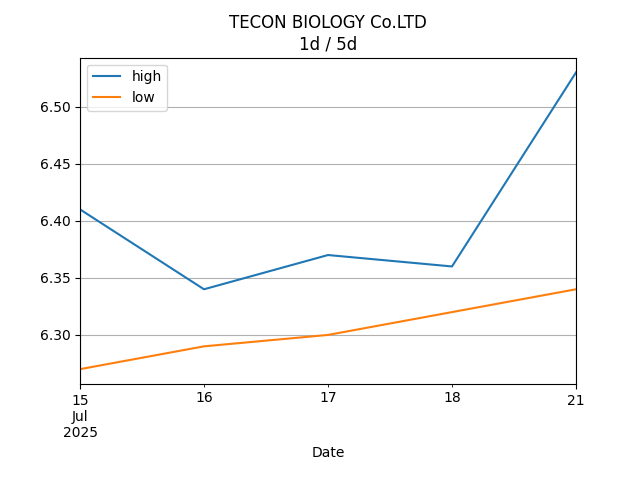 TECON BIOLOGY Co.LTD
1d / 5d
high
low
6.50
6.45
6.40
6.35
6.30
15 16 17 18 21
Jul
2025
Date